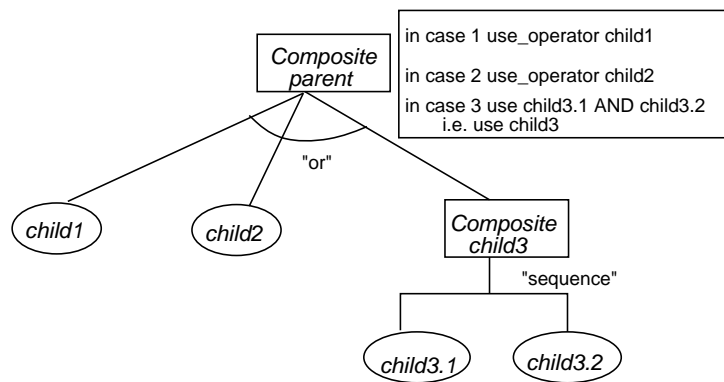 Composite
parent
in case 1 use_operator child1
in case 2 use_operator child2
in case 3 use child3.1 AND child3.2
i.e. use child3
"or"
child1
child2
Composite
child3
"sequence"
child3.1
child3.2